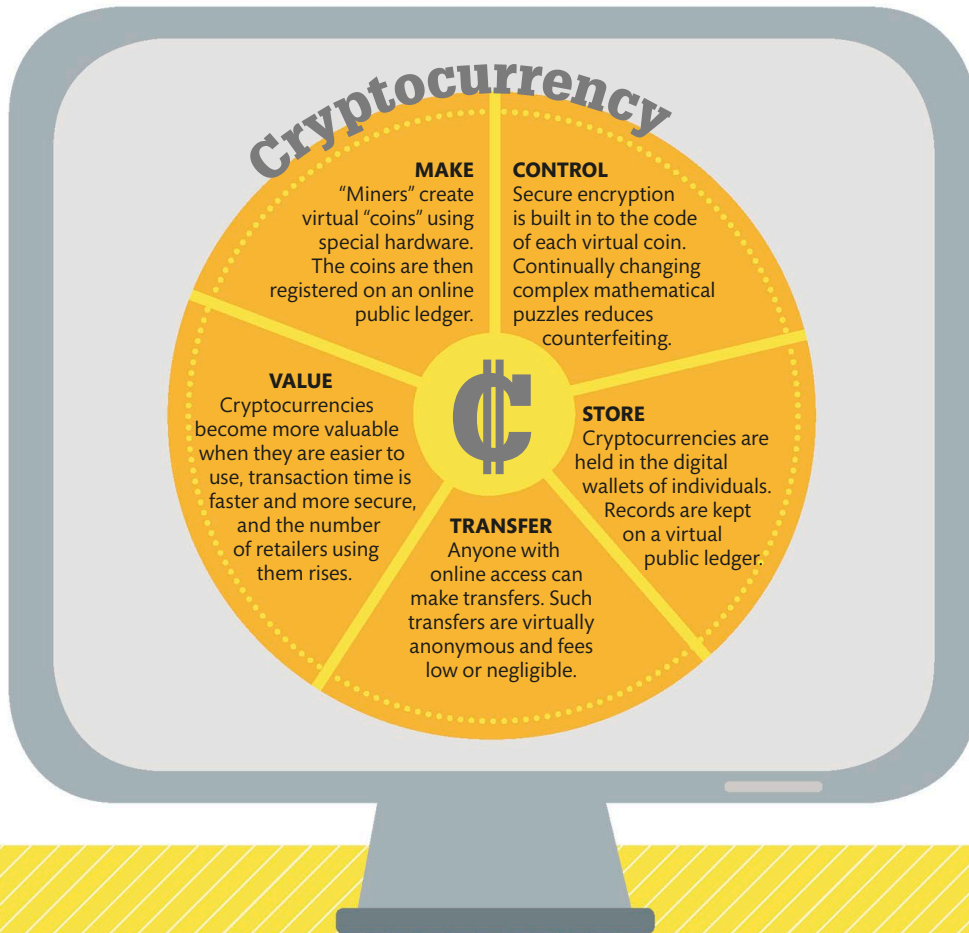 Cryptocurrency
MAKE
“Miners” create
virtual “coins” using
special hardware.
The coins are then
registered on an online
public ledger.
CONTROL
Secure encryption
is built in to the code
of each virtual coin.
Continually changing
complex mathematical
puzzles reduces
counterfeiting.
STORE
Cryptocurrencies are
held in the digital
wallets of individuals.
Records are kept
on a virtual
public ledger.
TRANSFER
Anyone with
online access can
make transfers. Such
transfers are virtually
anonymous and fees
low or negligible.
VALUE
Cryptocurrencies
become more valuable
when they are easier to
use, transaction time is
faster and more secure,
and the number
of retailers using
them rises.